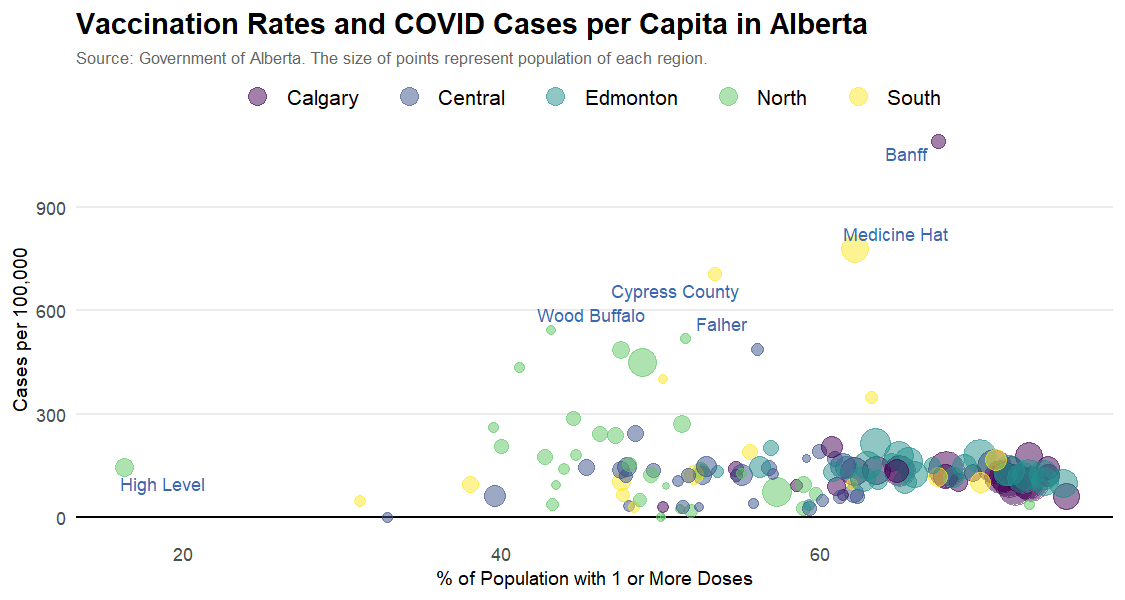 Vaccination Rates and COVID Cases per Capita in Alberta
Source: Government of Alberta. The size of points represent population of each region.
Calgary Central Edmonton North South
Banff
900
Medicine Hat
Cypress County
600
Wood Buffalo
Falher
Cases per 100,000
300
High Level
0
20 40 60
% of Population with 1 or More Doses